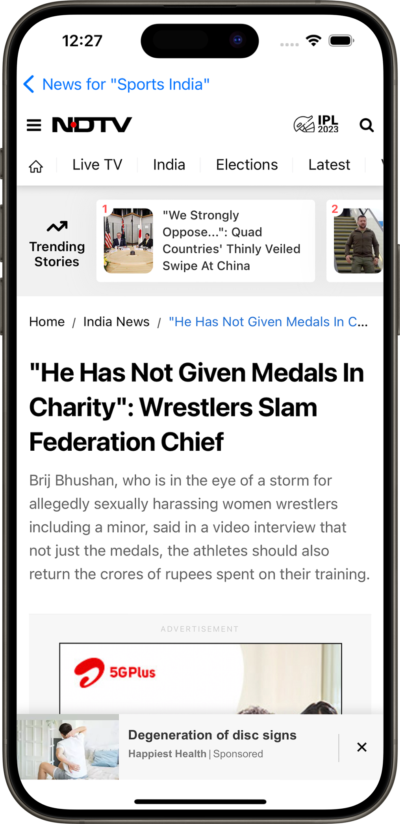 12:27
News for "Sports India"
NDTV
IPL
2023
Live TV
India
Elections
Latest
Trending
Stories
1
"We Strongly
Oppose...": Quad
Countries' Thinly Veiled
Swipe At China
2
Home / India News / "He Has Not Given Medals In C...
"He Has Not Given Medals In
Charity": Wrestlers Slam
Federation Chief
Brij Bhushan, who is in the eye of a storm for
allegedly sexually harassing women wrestlers
including a minor, said in a video interview that
not just the medals, the athletes should also
return the crores of rupees spent on their training.
ADVERTISEMENT
5GPlus
Degeneration of disc signs
Happiest Health | Sponsored